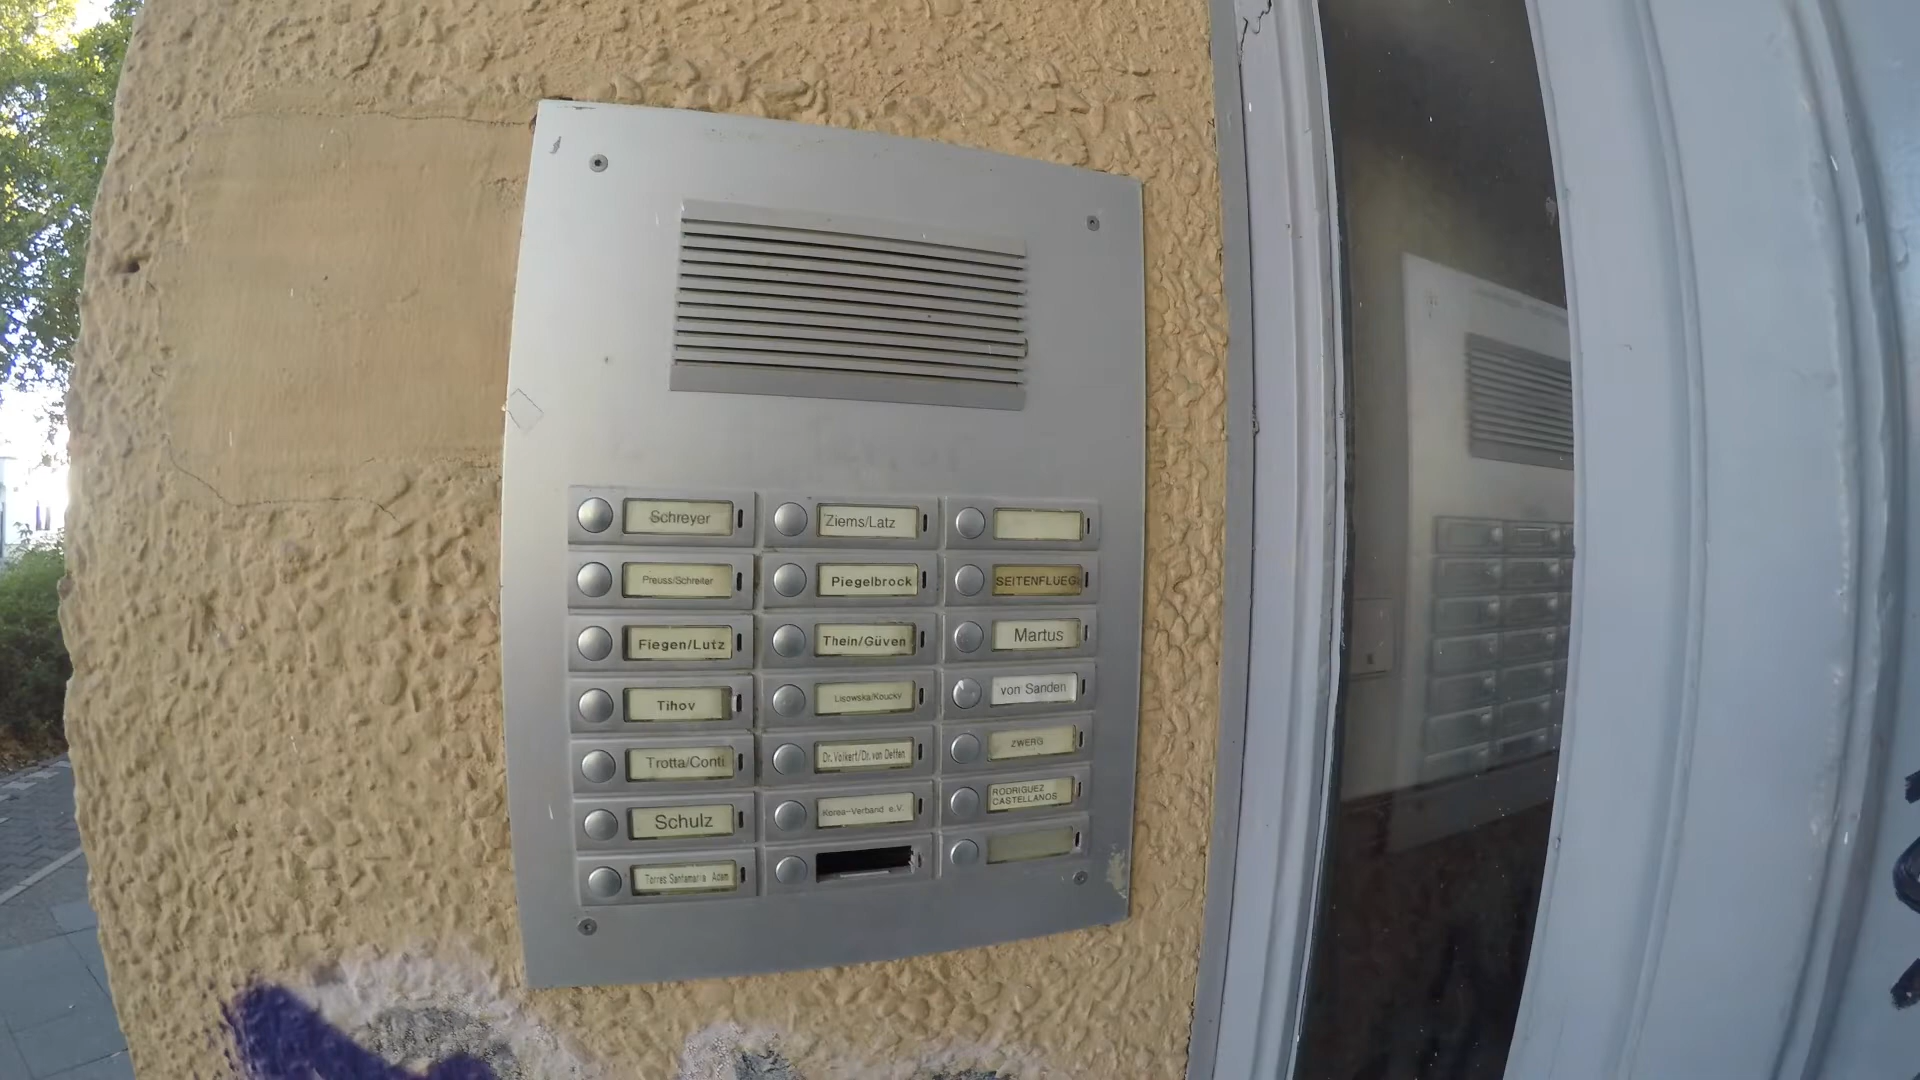 Schreyer
Ziems/Latz
Preuss/Schreiter
Piegelbrock
SEITENFLUEG
Fiegen/Lutz
Thein/Güven
Martus
Tihov
Lisowska/Koucky
von Sanden
Trotta/Conti
Dr. Volkert/Dr. von Detten
ZWERG
Schulz
Korea-Verband e.V.
RODRIGUEZ
CASTELLANOS
Torres Santamaria Adam